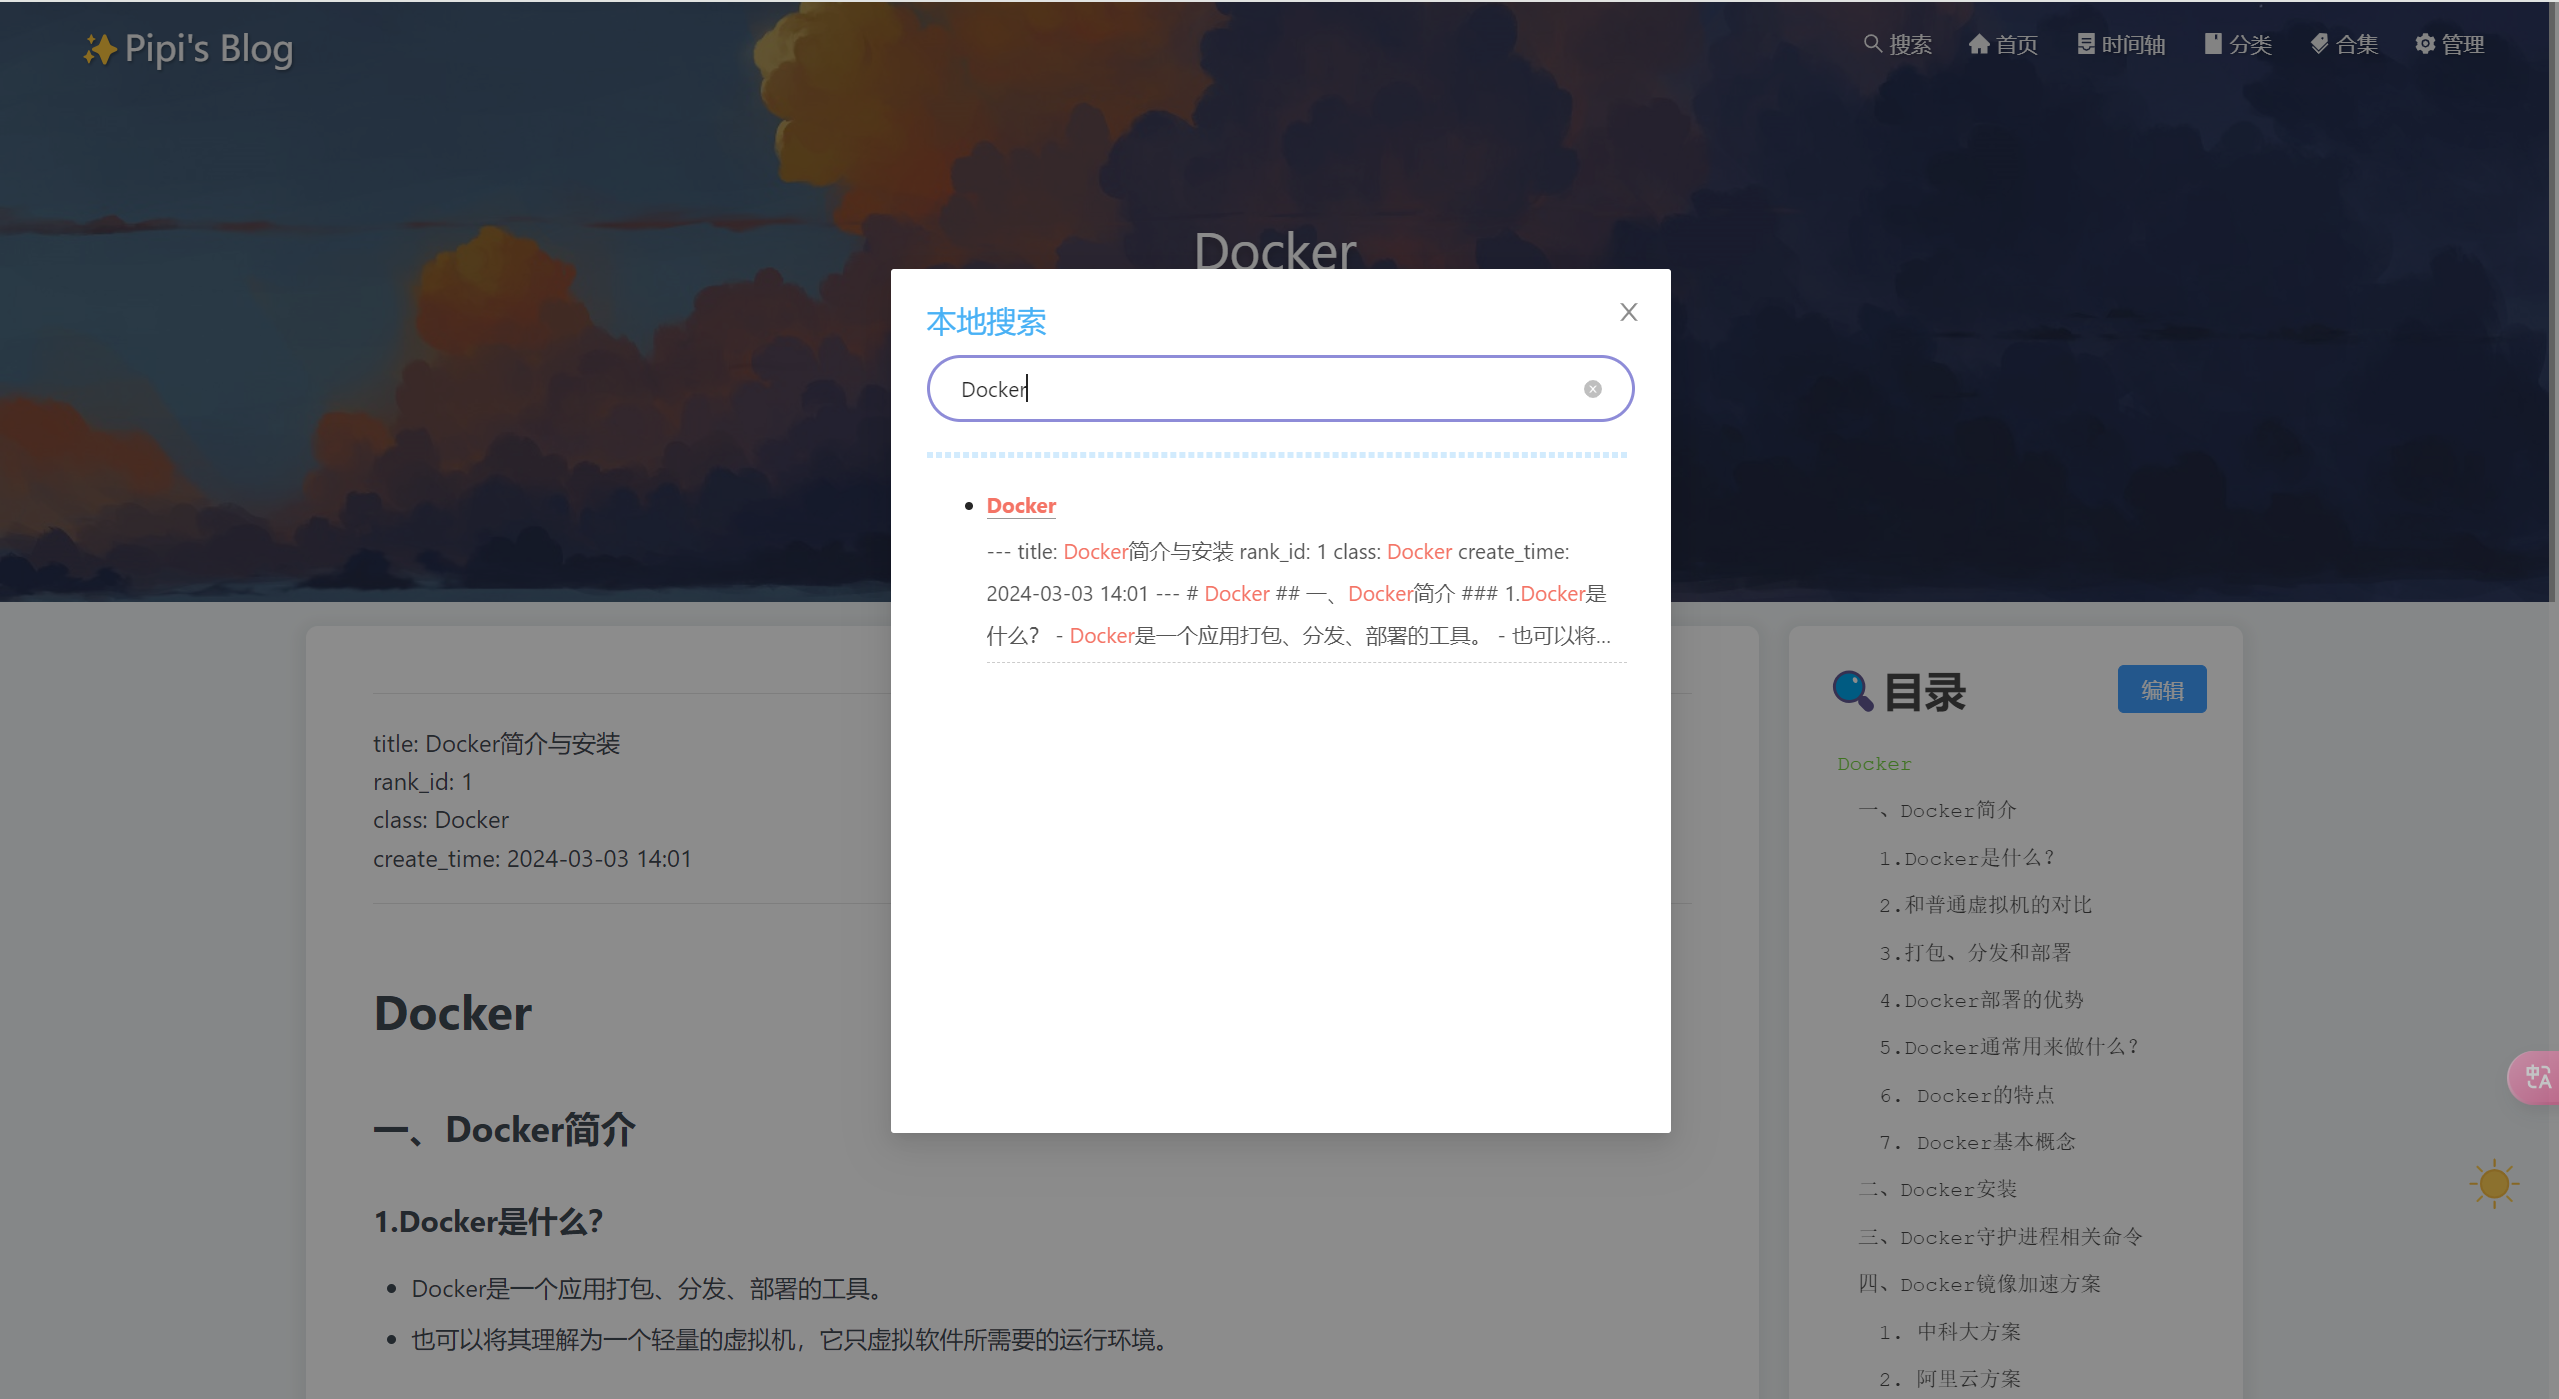 ✨Pipi's Blog
搜索 首页 时间轴 分类 合集 管理
Docker
本地搜索
Docker
Docker
--- title: Docker简介与安装 rank_id: 1 class: Docker create_time:
2024-03-03 14:01 --- # Docker ## 一、Docker简介 ### 1.Docker是
什么？ - Docker是一个应用打包、分发、部署的工具。 - 也可以将...
title: Docker简介与安装
rank_id: 1
class: Docker
create_time: 2024-03-03 14:01
Docker
一、Docker简介
1.Docker是什么？
Docker是一个应用打包、分发、部署的工具。
也可以将其理解为一个轻量的虚拟机，它只虚拟软件所需要的运行环境。
目录
编辑
Docker
一、Docker简介
1.Docker是什么？
2.和普通虚拟机的对比
3.打包、分发和部署
4.Docker部署的优势
5.Docker通常用来做什么？
6. Docker的特点
7. Docker基本概念
二、Docker安装
三、Docker守护进程相关命令
四、Docker镜像加速方案
1. 中科大方案
2. 阿里云方案
中A